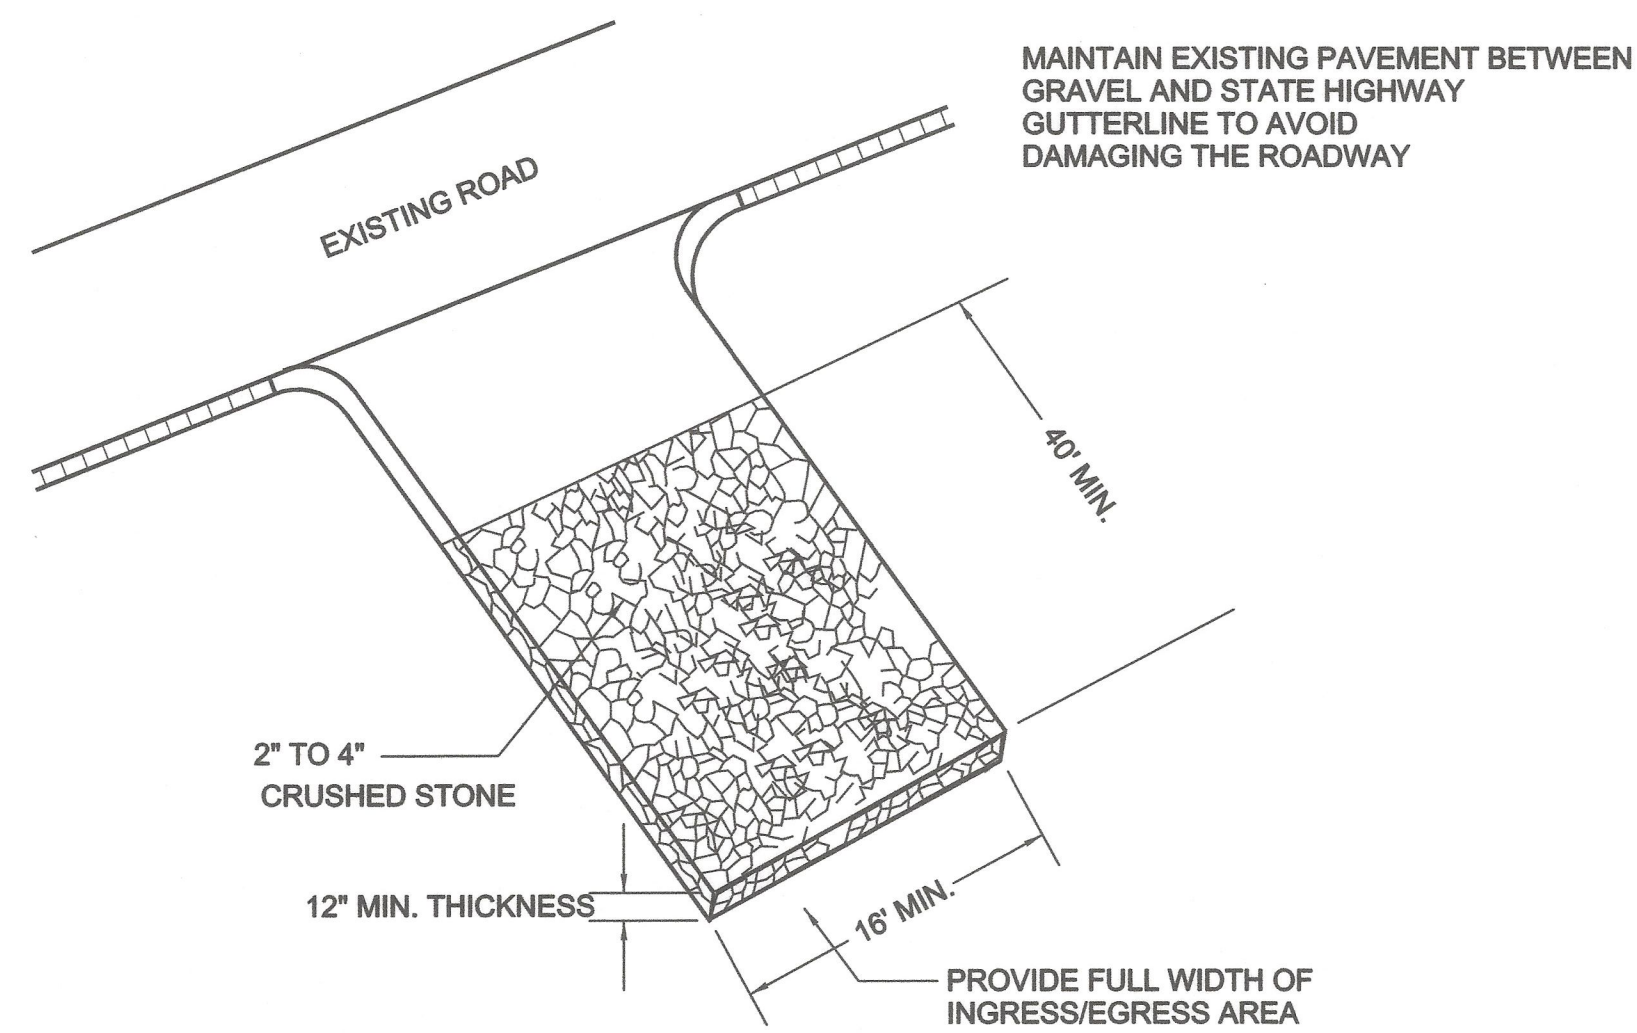 MAINTAIN EXISTING PAVEMENT BETWEEN
GRAVEL AND STATE HIGHWAY
GUTTERLINE TO AVOID
DAMAGING THE ROADWAY
EXISTING ROAD
40' MIN.
2" TO 4"
CRUSHED STONE
12" MIN. THICKNESS
16' MIN.
PROVIDE FULL WIDTH OF
INGRESS/EGRESS AREA